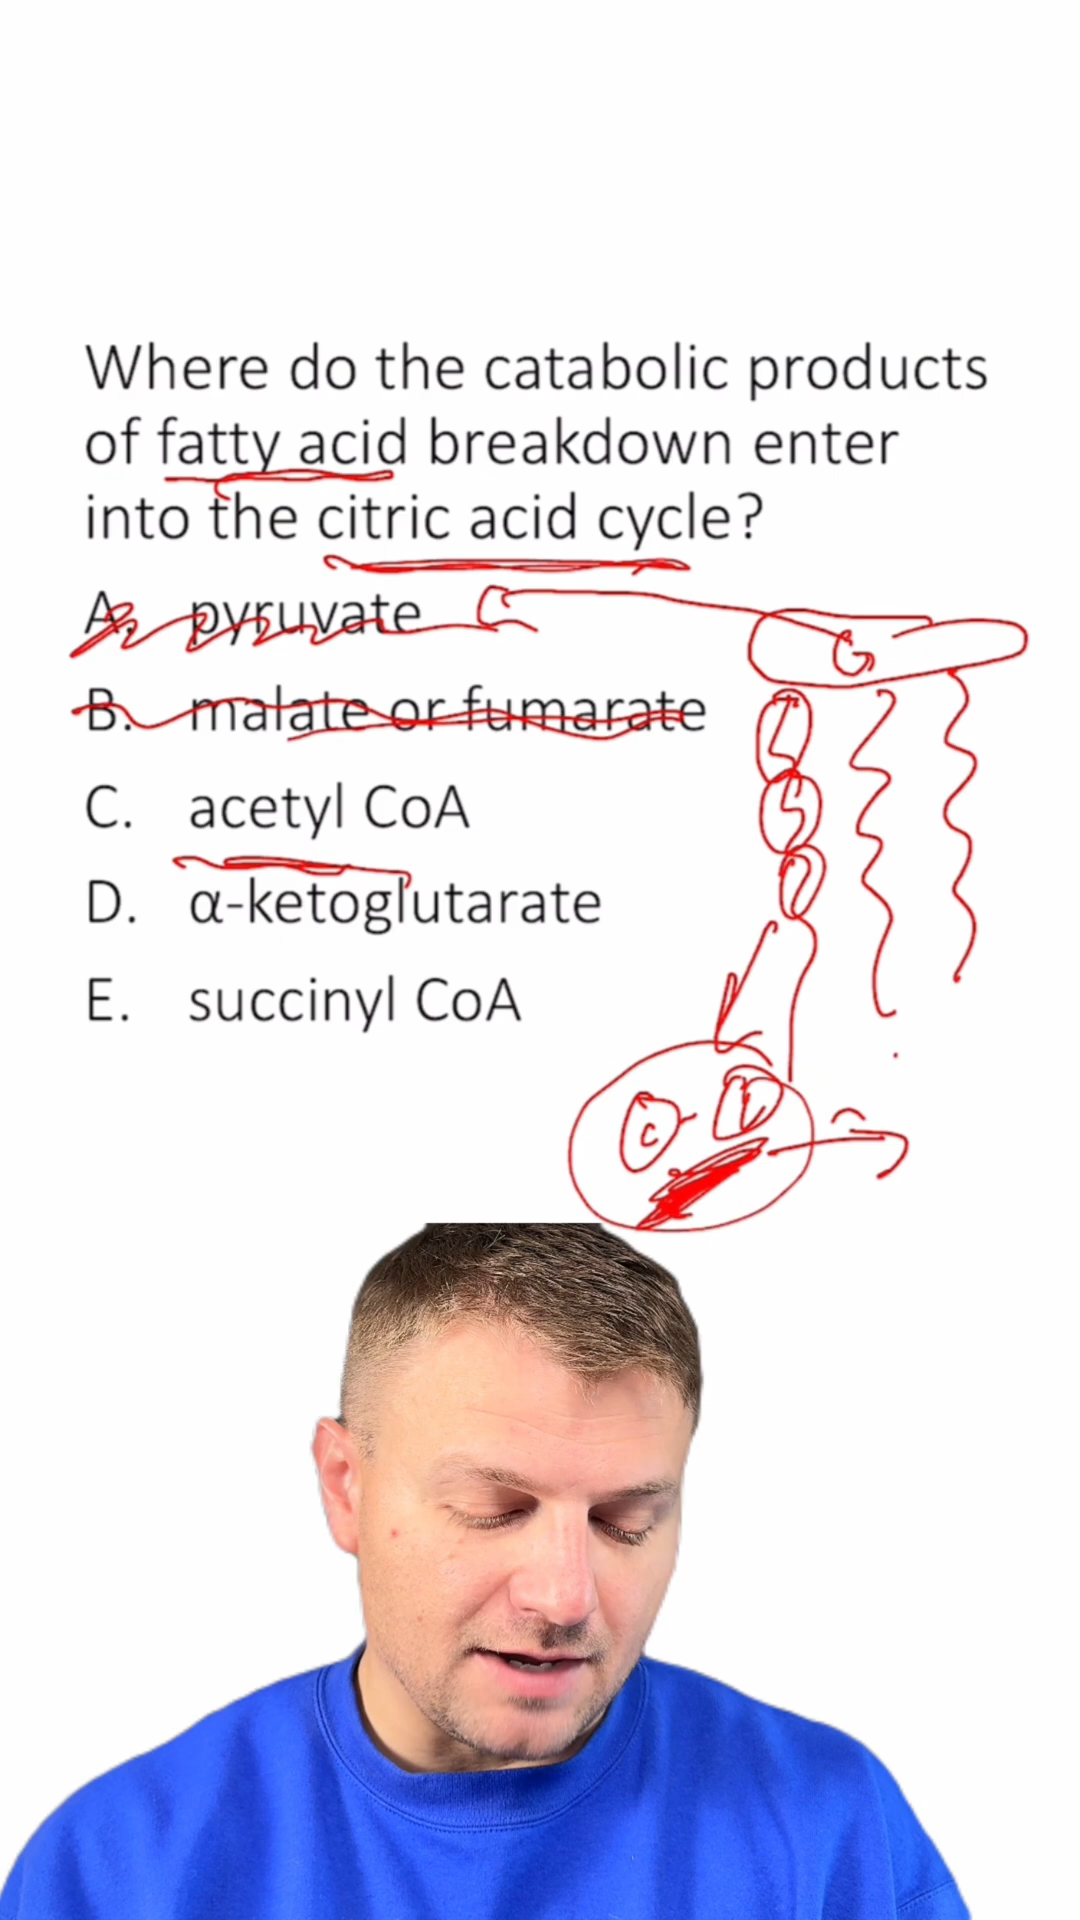 Where do the catabolic products
of fatty acid breakdown enter
into the citric acid cycle?
A. pyruvate
B. malate or fumarate
C. acetyl CoA
D. α-ketoglutarate
E. succinyl CoA
G
C